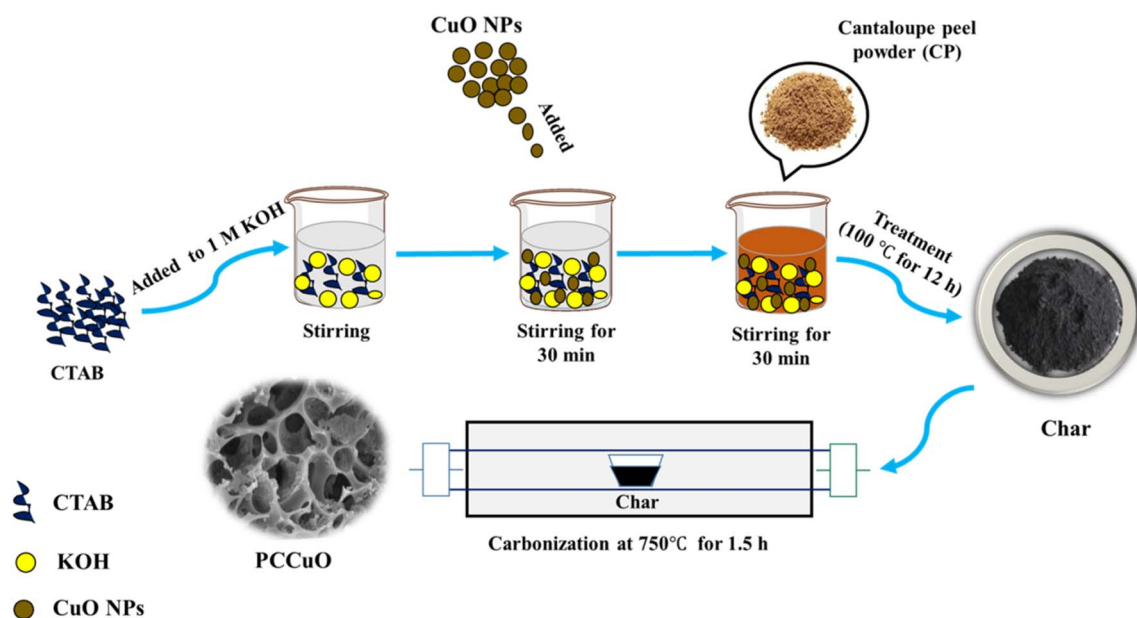 CuO NPs
Added
Cantaloupe peel
powder (CP)
Added to 1 M KOH
CTAB
Stirring
Stirring for
30 min
Stirring for
30 min
Treatment
(100 °C for 12 h)
Char
Char
Carbonization at 750℃ for 1.5 h
PCCuO
CTAB
KOH
CuO NPs